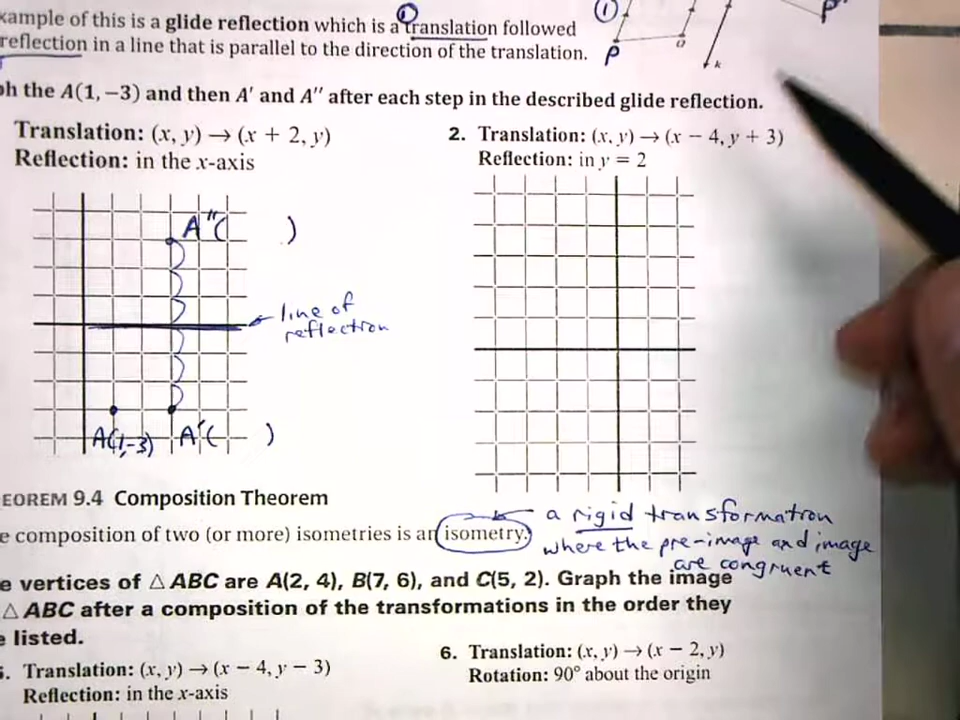 xample of this is a glide reflection which is a translation followed
reflection in a line that is parallel to the direction of the translation.
①
①
P
Q
k
P'
ph the A(1, −3) and then A′ and A″ after each step in the described glide reflection.
Translation: (x, y) → (x + 2, y)
Reflection: in the x-axis
2. Translation: (x, y) → (x − 4, y + 3)
Reflection: in y = 2
A″( )
line of
reflection
A(1,-3) A′( )
EOREM 9.4 Composition Theorem
e composition of two (or more) isometries is an isometry.
a rigid transformation
where the pre-image and image
are congruent
e vertices of △ ABC are A(2, 4), B(7, 6), and C(5, 2). Graph the image
△ ABC after a composition of the transformations in the order they
e listed.
5. Translation: (x, y) → (x − 4, y − 3)
Reflection: in the x-axis
6. Translation: (x, y) → (x − 2, y)
Rotation: 90° about the origin